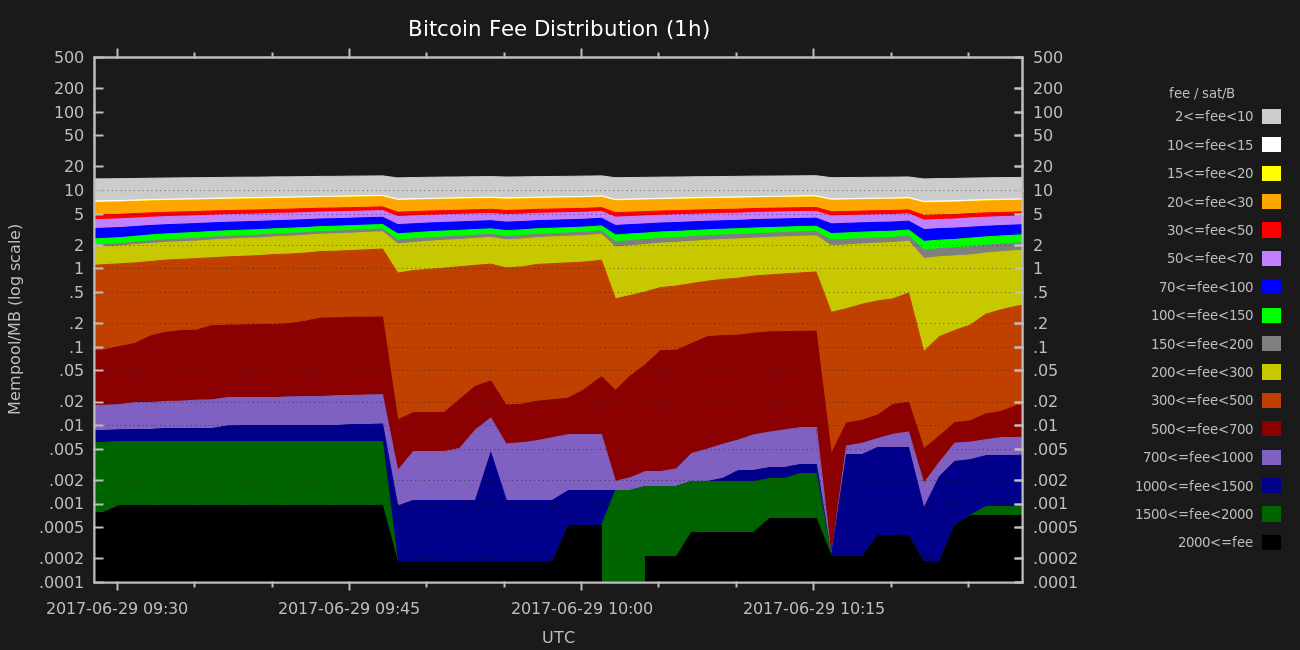 Bitcoin Fee Distribution (1h)
500 500
200 200
100 100
50 50
20 20
10 10
5 5
2 2
1 1
.5 .5
.2 .2
.1 .1
.05 .05
.02 .02
.01 .01
.005 .005
.002 .002
.001 .001
.0005 .0005
.0002 .0002
.0001 .0001
Mempool/MB (log scale)
2017-06-29 09:30 2017-06-29 09:45 2017-06-29 10:00 2017-06-29 10:15
UTC
fee / sat/B
2<=fee<10
10<=fee<15
15<=fee<20
20<=fee<30
30<=fee<50
50<=fee<70
70<=fee<100
100<=fee<150
150<=fee<200
200<=fee<300
300<=fee<500
500<=fee<700
700<=fee<1000
1000<=fee<1500
1500<=fee<2000
2000<=fee